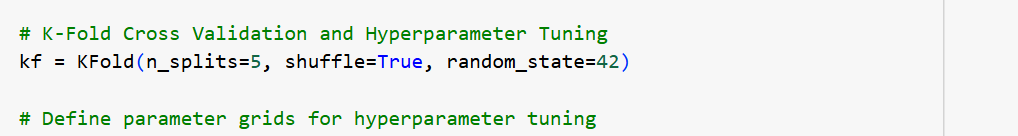 # K-Fold Cross Validation and Hyperparameter Tuning
kf = KFold(n_splits=5, shuffle=True, random_state=42)
# Define parameter grids for hyperparameter tuning